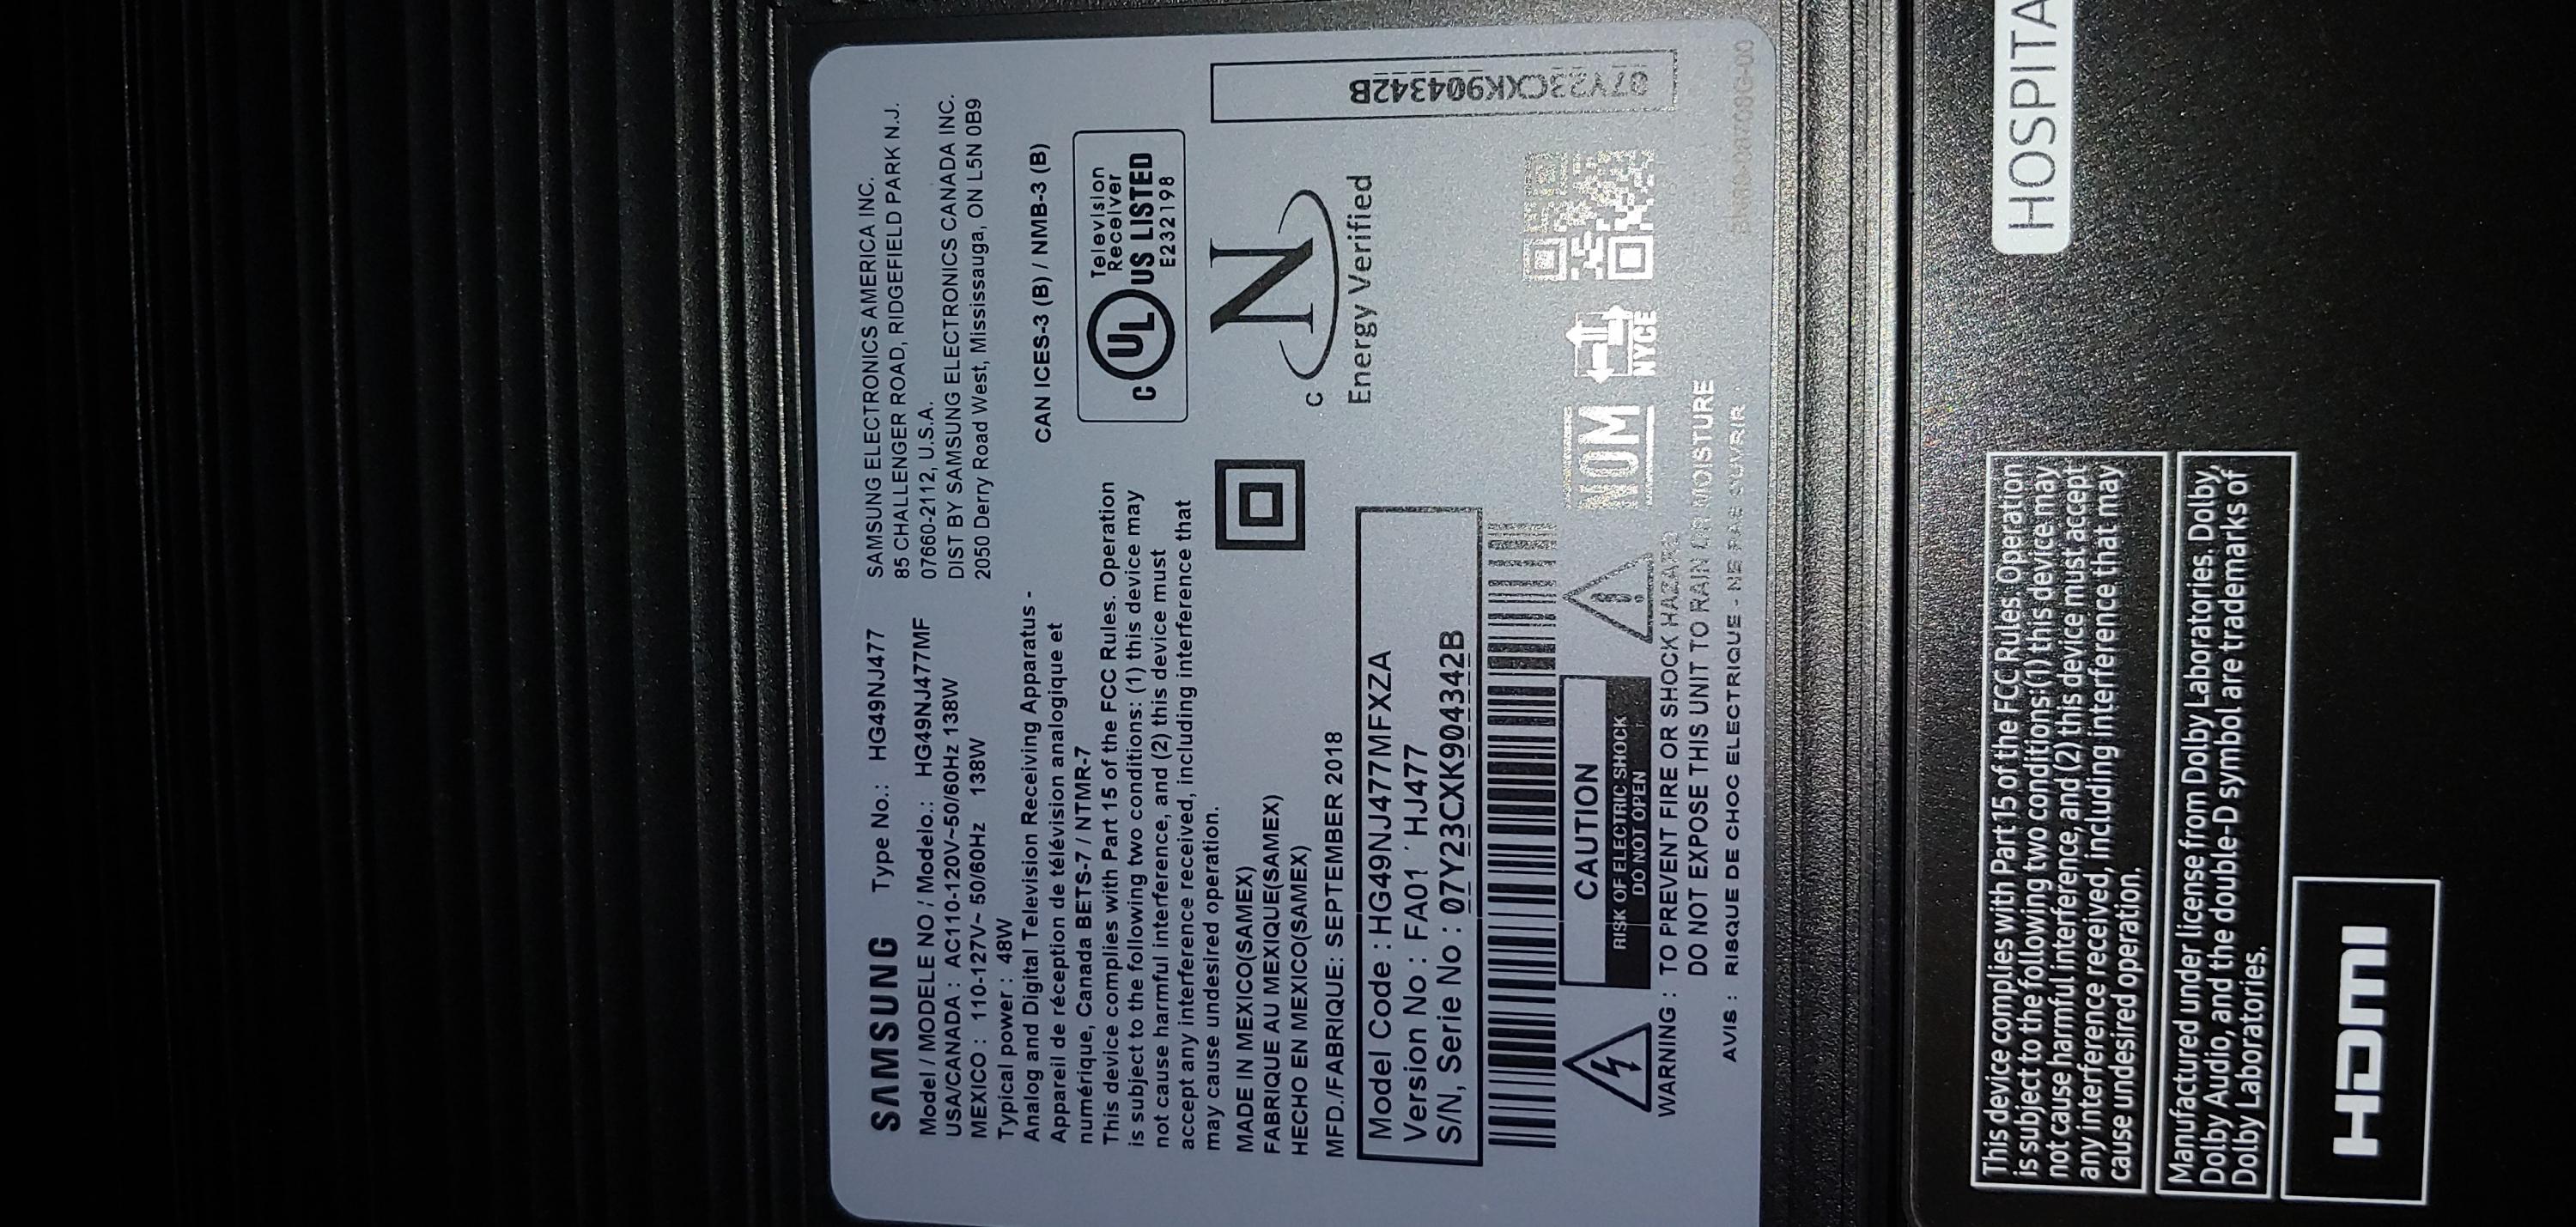 SAMSUNG Type No.: HG49NJ477
Model / MODELE NO / Modelo.: HG49NJ477MF
USA/CANADA : AC110-120V~50/60Hz 138W
MEXICO : 110-127V~ 50/60Hz 138W
Typical power : 48W
Analog and Digital Television Receiving Apparatus -
Appareil de réception de télévision analogique et
numérique, Canada BETS-7 / NTMR-7
This device complies with Part 15 of the FCC Rules. Operation
is subject to the following two conditions: (1) this device may
not cause harmful interference, and (2) this device must
accept any interference received, including interference that
may cause undesired operation.
MADE IN MEXICO(SAMEX)
FABRIQUE AU MEXIQUE(SAMEX)
HECHO EN MEXICO(SAMEX)
MFD./FABRIQUE: SEPTEMBER 2018
Model Code : HG49NJ477MFXZA
Version No : FA01 HJ477
S/N, Serie No : 07Y23CXK904342B
SAMSUNG ELECTRONICS AMERICA INC.
85 CHALLENGER ROAD, RIDGEFIELD PARK N.J.
07660-2112, U.S.A.
DIST BY SAMSUNG ELECTRONICS CANADA INC.
2050 Derry Road West, Mississauga, ON L5N 0B9
CAN ICES-3 (B) / NMB-3 (B)
C UL US LISTED
Television
Receiver
E232198
C N
Energy Verified
07Y23CXK904342B
CAUTION
RISK OF ELECTRIC SHOCK
DO NOT OPEN
NOM
NYCE
WARNING : TO PREVENT FIRE OR SHOCK HAZARD
DO NOT EXPOSE THIS UNIT TO RAIN OR MOISTURE
AVIS : RISQUE DE CHOC ELECTRIQUE - NE PAS OUVRIR
This device complies with Part 15 of the FCC Rules. Operation
is subject to the following two conditions:(1) this device may
not cause harmful interference, and (2) this device must accept
any interference received, including interference that may
cause undesired operation.
Manufactured under license from Dolby Laboratories. Dolby,
Dolby Audio, and the double-D symbol are trademarks of
Dolby Laboratories.
HDMI
HOSPITA